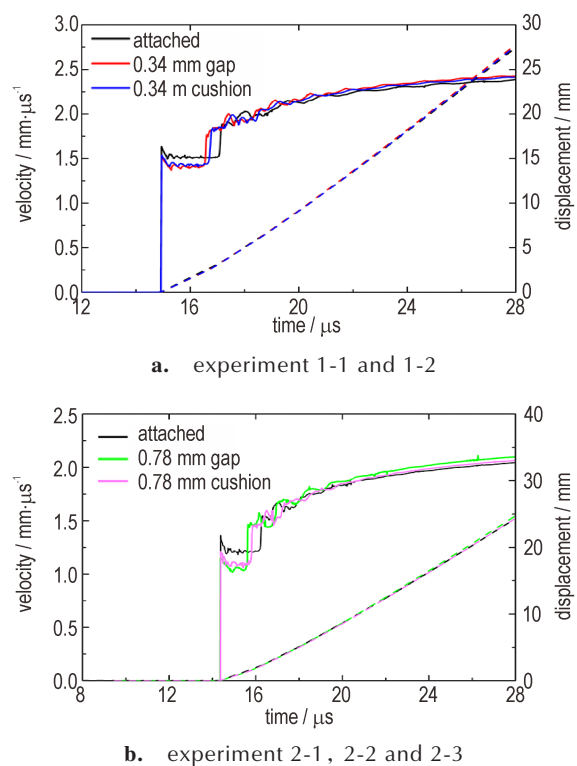 3.0
2.5
2.0
1.5
1.0
0.5
0.0
velocity / mm·μs⁻¹
attached
0.34 mm gap
0.34 m cushion
30
25
20
15
10
5
0
displacement / mm
12 16 20 24 28
time / μs
a. experiment 1-1 and 1-2
2.5
2.0
1.5
1.0
0.5
0.0
velocity / mm·μs⁻¹
attached
0.78 mm gap
0.78 mm cushion
40
30
20
10
0
displacement / mm
8 12 16 20 24 28
time / μs
b. experiment 2-1, 2-2 and 2-3